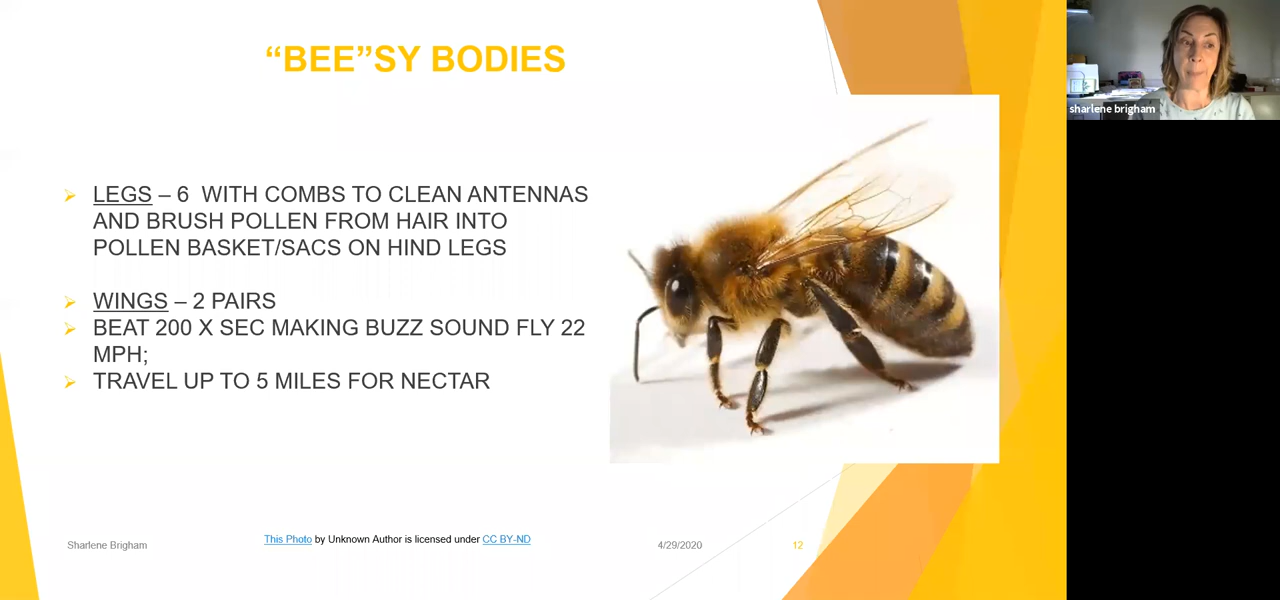 “BEE”SY BODIES
LEGS – 6 WITH COMBS TO CLEAN ANTENNAS
AND BRUSH POLLEN FROM HAIR INTO
POLLEN BASKET/SACS ON HIND LEGS
WINGS – 2 PAIRS
BEAT 200 X SEC MAKING BUZZ SOUND FLY 22
MPH;
TRAVEL UP TO 5 MILES FOR NECTAR
Sharlene Brigham
This Photo by Unknown Author is licensed under CC BY-ND
4/29/2020
12
sharlene brigham